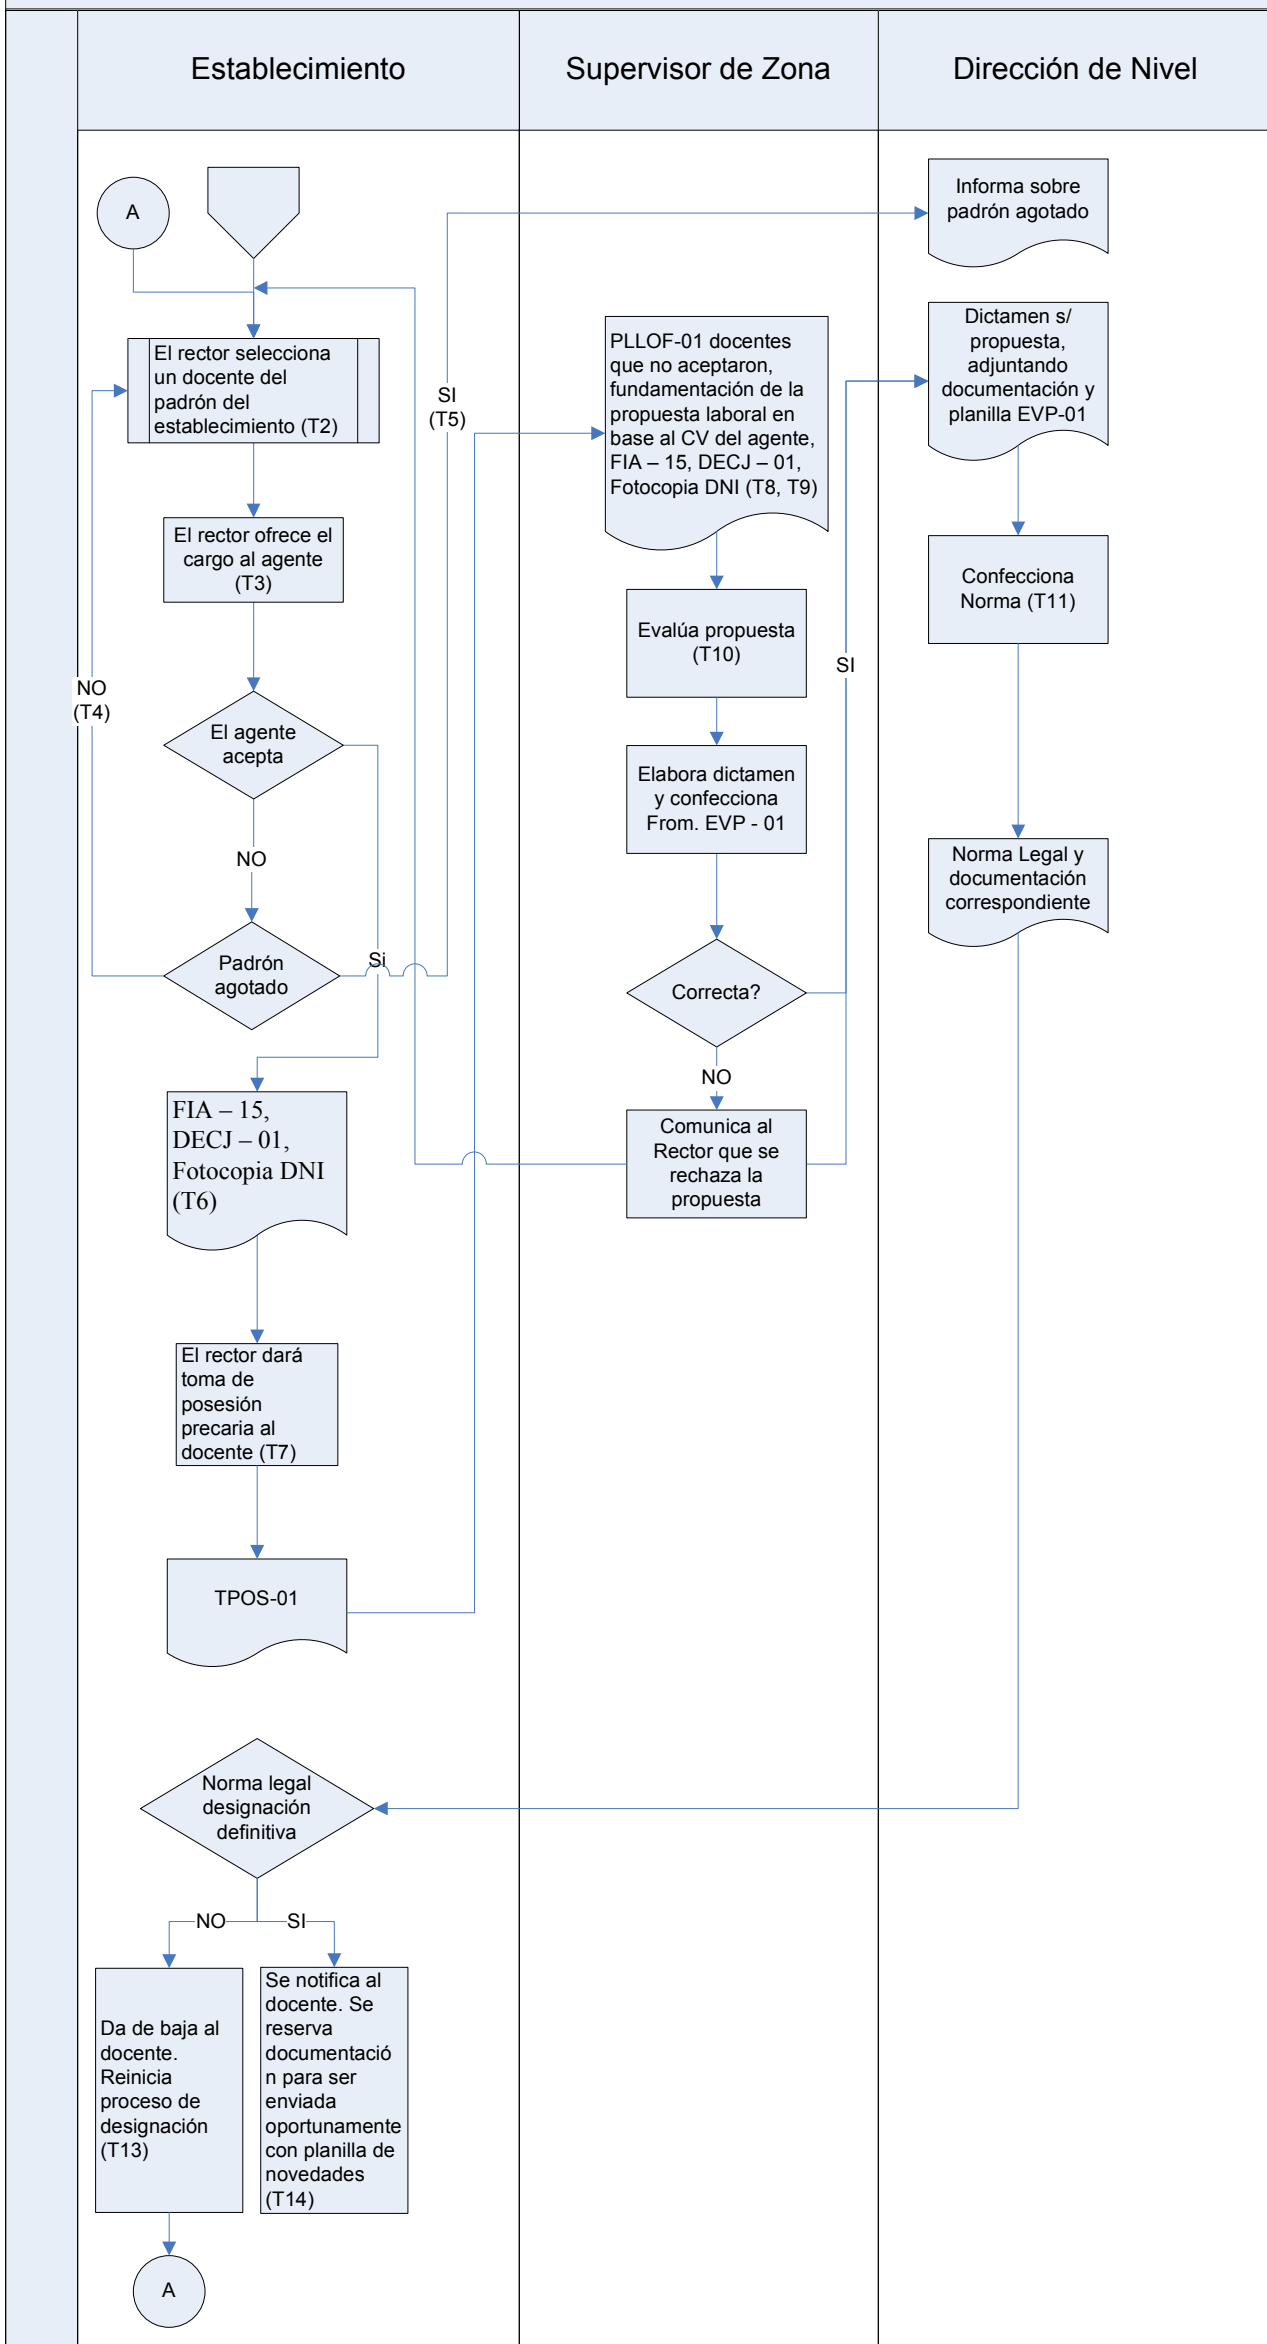 Establecimiento
Supervisor de Zona
Dirección de Nivel
A
Informa sobre
padrón agotado
El rector selecciona
un docente del
padrón del
establecimiento (T2)
SI
(T5)
PLLOF-01 docentes
que no aceptaron,
fundamentación de la
propuesta laboral en
base al CV del agente,
FIA – 15, DECJ – 01,
Fotocopia DNI (T8, T9)
Dictamen s/
propuesta,
adjuntando
documentación y
planilla EVP-01
El rector ofrece el
cargo al agente
(T3)
Confecciona
Norma (T11)
Evalúa propuesta
(T10)
SI
NO
(T4)
El agente
acepta
Elabora dictamen
y confecciona
From. EVP - 01
NO
Norma Legal y
documentación
correspondiente
Padrón
agotado
Si
Correcta?
NO
FIA – 15,
DECJ – 01,
Fotocopia DNI
(T6)
Comunica al
Rector que se
rechaza la
propuesta
El rector dará
toma de
posesión
precaria al
docente (T7)
TPOS-01
Norma legal
designación
definitiva
NO
SI
Da de baja al
docente.
Reinicia
proceso de
designación
(T13)
Se notifica al
docente. Se
reserva
documentació
n para ser
enviada
oportunamente
con planilla de
novedades
(T14)
A